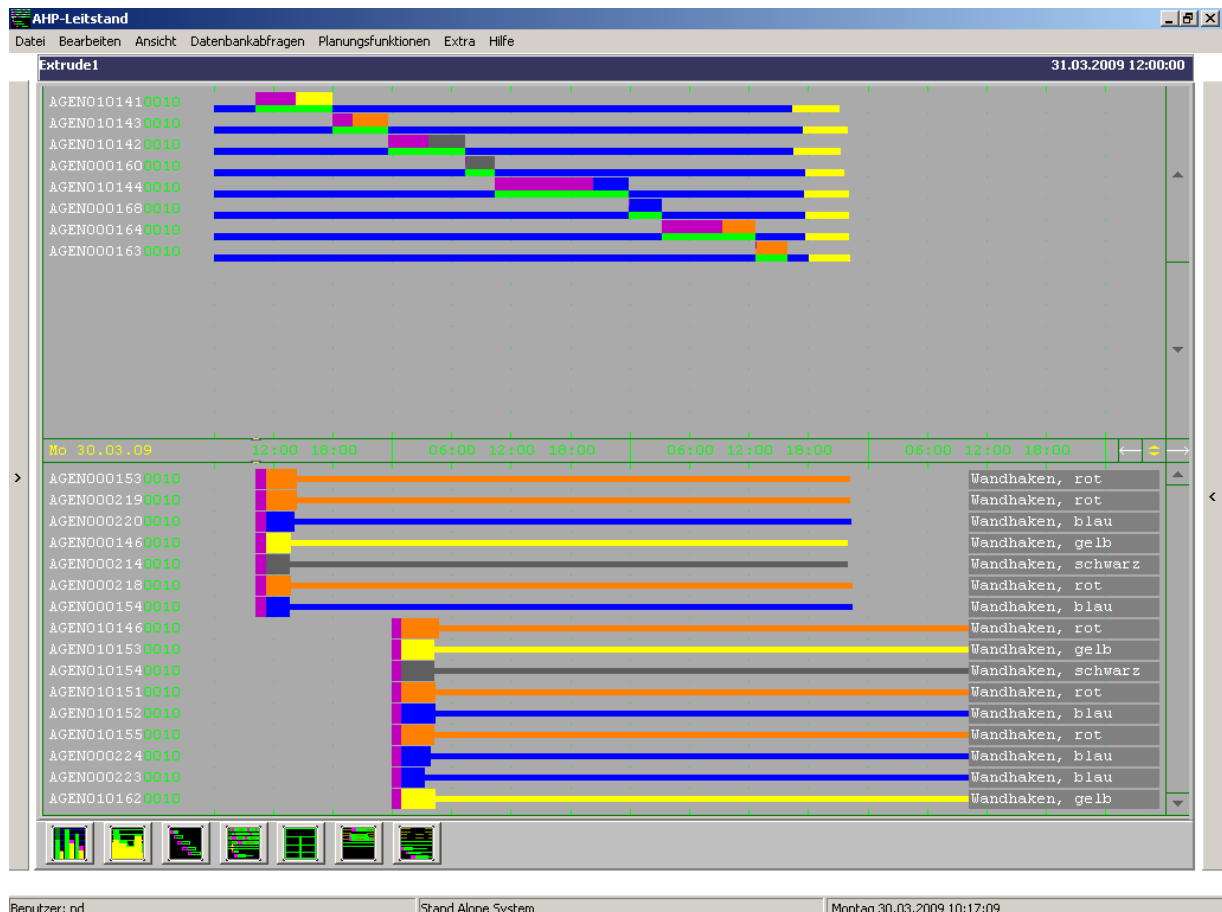 AHP-Leitstand
Datei Bearbeiten Ansicht Datenbankabfragen Planungsfunktionen Extra Hilfe
Extrude1 31.03.2009 12:00:00
AGEN0101410010
AGEN0101430010
AGEN0101420010
AGEN0001600010
AGEN0101440010
AGEN0001680010
AGEN0001640010
AGEN0001630010
Mo 30.03.09 12:00 18:00 06:00 12:00 18:00 06:00 12:00 18:00 06:00 12:00 18:00
AGEN0001530010 Wandhaken, rot
AGEN0002190010 Wandhaken, rot
AGEN0002200010 Wandhaken, blau
AGEN0001460010 Wandhaken, gelb
AGEN0002140010 Wandhaken, schwarz
AGEN0002180010 Wandhaken, rot
AGEN0001540010 Wandhaken, blau
AGEN0101460010 Wandhaken, rot
AGEN0101530010 Wandhaken, gelb
AGEN0101540010 Wandhaken, schwarz
AGEN0101510010 Wandhaken, rot
AGEN0101520010 Wandhaken, blau
AGEN0101550010 Wandhaken, rot
AGEN0002240010 Wandhaken, blau
AGEN0002230010 Wandhaken, blau
AGEN0101620010 Wandhaken, gelb
Benutzer: nd Stand Alone System Montag 30.03.2009 10:17:09